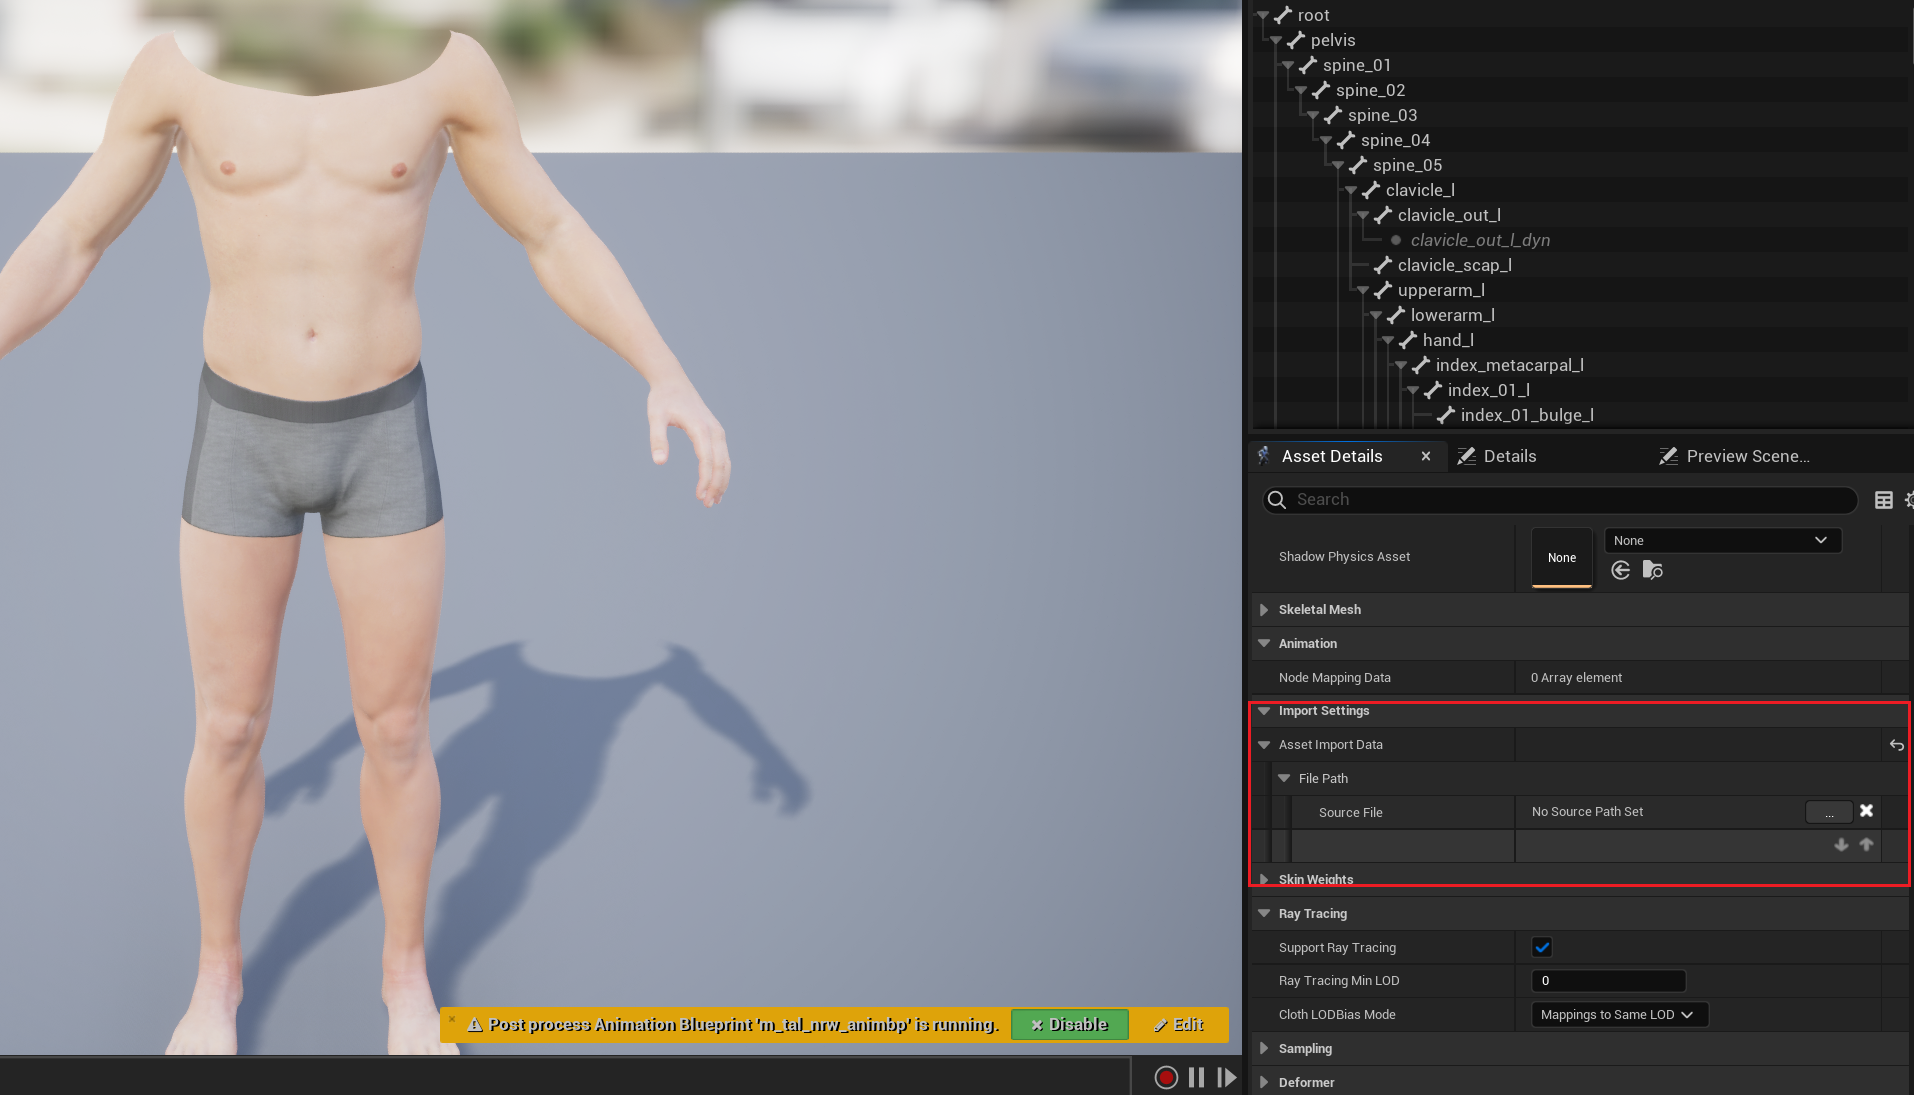 root
pelvis
spine_01
spine_02
spine_03
spine_04
spine_05
clavicle_l
clavicle_out_l
clavicle_out_l_dyn
clavicle_scap_l
upperarm_l
lowerarm_l
hand_l
index_metacarpal_l
index_01_l
index_01_bulge_l
Asset Details
Details
Preview Scene...
Search
Shadow Physics Asset
None
None
Skeletal Mesh
Animation
Node Mapping Data
0 Array element
Import Settings
Asset Import Data
File Path
Source File
No Source Path Set
...
Skin Weights
Ray Tracing
Support Ray Tracing
Ray Tracing Min LOD
0
Cloth LODBias Mode
Mappings to Same LOD
Sampling
Deformer
Post process Animation Blueprint 'm_tal_nrw_animbp' is running.
Disable
Edit